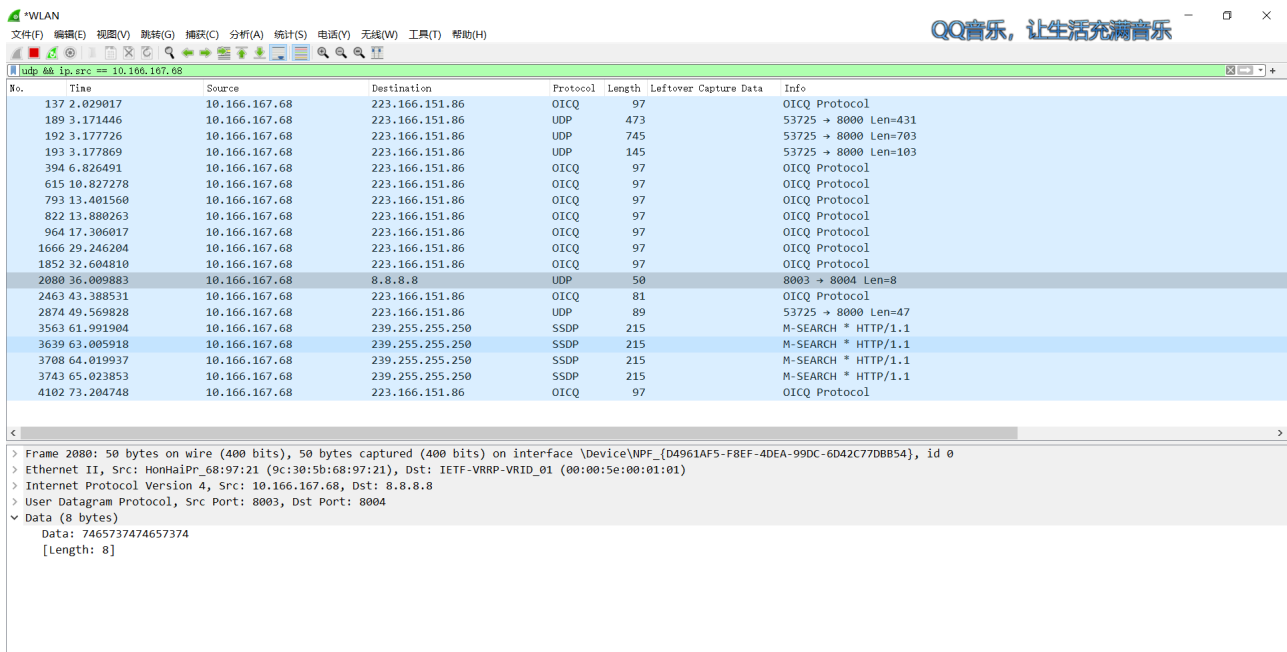 *WLAN
QQ音乐，让生活充满音乐
文件(F) 编辑(E) 视图(V) 跳转(G) 捕获(C) 分析(A) 统计(S) 电话(Y) 无线(W) 工具(T) 帮助(H)
udp && ip.src == 10.166.167.68
No. Time Source Destination Protocol Length Leftover Capture Data Info
137 2.029017 10.166.167.68 223.166.151.86 OICQ 97 OICQ Protocol
189 3.171446 10.166.167.68 223.166.151.86 UDP 473 53725 → 8000 Len=431
192 3.177726 10.166.167.68 223.166.151.86 UDP 745 53725 → 8000 Len=703
193 3.177869 10.166.167.68 223.166.151.86 UDP 145 53725 → 8000 Len=103
394 6.826491 10.166.167.68 223.166.151.86 OICQ 97 OICQ Protocol
615 10.827278 10.166.167.68 223.166.151.86 OICQ 97 OICQ Protocol
793 13.401560 10.166.167.68 223.166.151.86 OICQ 97 OICQ Protocol
822 13.880263 10.166.167.68 223.166.151.86 OICQ 97 OICQ Protocol
964 17.306017 10.166.167.68 223.166.151.86 OICQ 97 OICQ Protocol
1666 29.246204 10.166.167.68 223.166.151.86 OICQ 97 OICQ Protocol
1852 32.604810 10.166.167.68 223.166.151.86 OICQ 97 OICQ Protocol
2080 36.009883 10.166.167.68 8.8.8.8 UDP 50 8003 → 8004 Len=8
2463 43.388531 10.166.167.68 223.166.151.86 OICQ 81 OICQ Protocol
2874 49.569828 10.166.167.68 223.166.151.86 UDP 89 53725 → 8000 Len=47
3563 61.991904 10.166.167.68 239.255.255.250 SSDP 215 M-SEARCH * HTTP/1.1
3639 63.005918 10.166.167.68 239.255.255.250 SSDP 215 M-SEARCH * HTTP/1.1
3708 64.019937 10.166.167.68 239.255.255.250 SSDP 215 M-SEARCH * HTTP/1.1
3743 65.023853 10.166.167.68 239.255.255.250 SSDP 215 M-SEARCH * HTTP/1.1
4102 73.204748 10.166.167.68 223.166.151.86 OICQ 97 OICQ Protocol
Frame 2080: 50 bytes on wire (400 bits), 50 bytes captured (400 bits) on interface \Device\NPF_{D4961AF5-F8EF-4DEA-99DC-6D42C77DBB54}, id 0
Ethernet II, Src: HonHaiPr_68:97:21 (9c:30:5b:68:97:21), Dst: IETF-VRRP-VRID_01 (00:00:5e:00:01:01)
Internet Protocol Version 4, Src: 10.166.167.68, Dst: 8.8.8.8
User Datagram Protocol, Src Port: 8003, Dst Port: 8004
Data (8 bytes)
Data: 7465737474657374
[Length: 8]